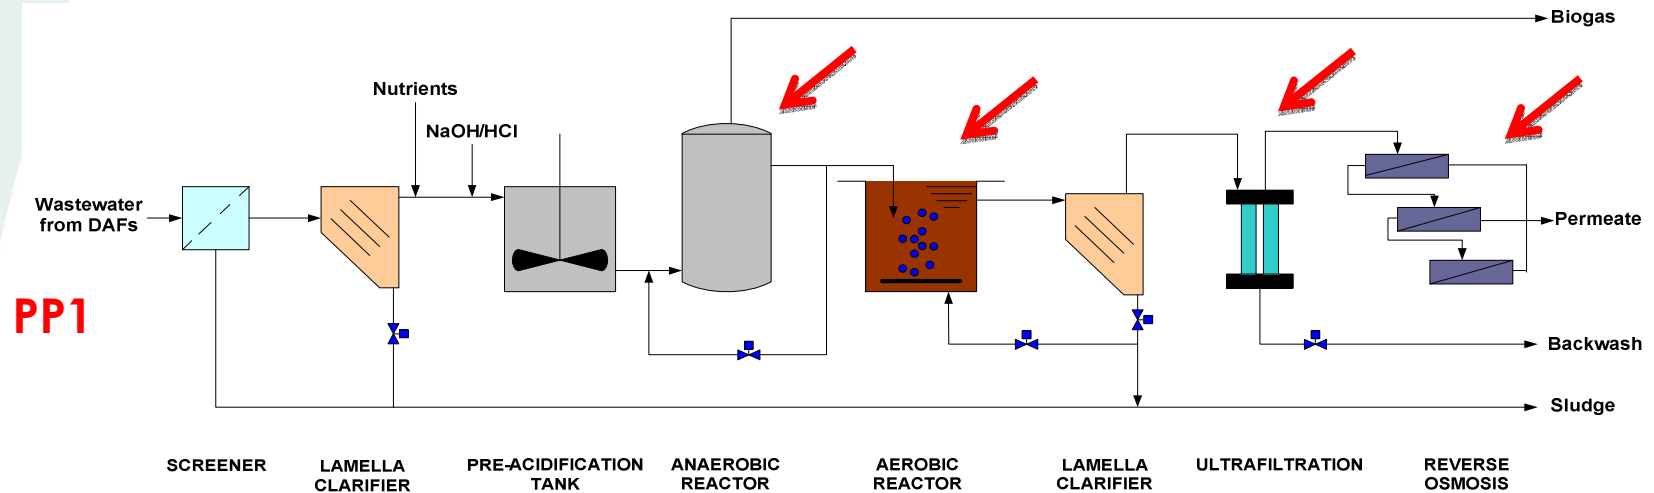 Biogas
Nutrients
NaOH/HCl
Wastewater
from DAFs
Permeate
PP1
Backwash
Sludge
SCREENER
LAMELLA
CLARIFIER
PRE-ACIDIFICATION
TANK
ANAEROBIC
REACTOR
AEROBIC
REACTOR
LAMELLA
CLARIFIER
ULTRAFILTRATION
REVERSE
OSMOSIS